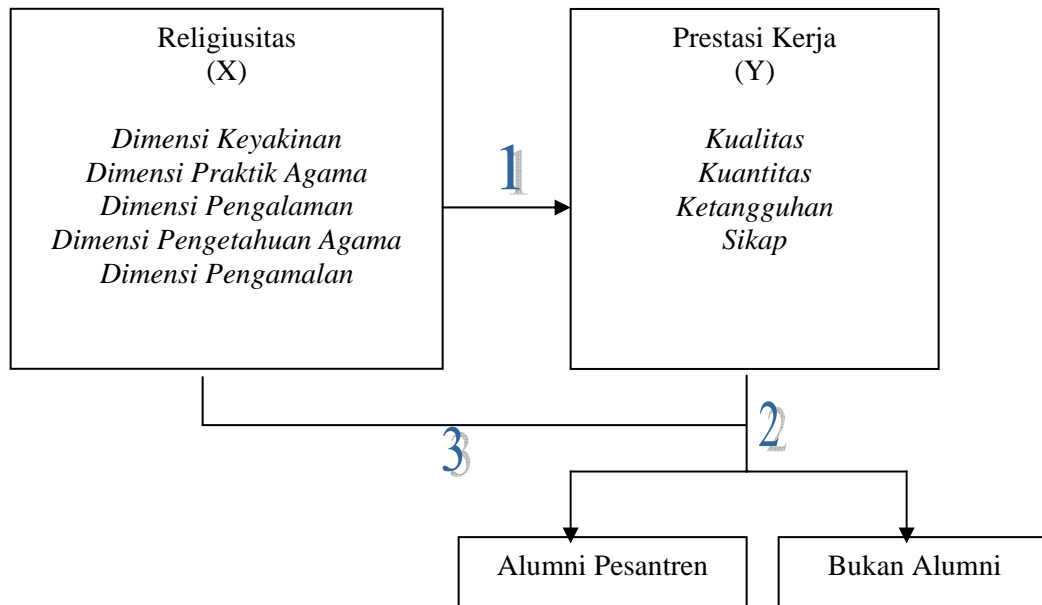 Religiusitas
(X)
Dimensi Keyakinan
Dimensi Praktik Agama
Dimensi Pengalaman
Dimensi Pengetahuan Agama
Dimensi Pengamalan
1
Prestasi Kerja
(Y)
Kualitas
Kuantitas
Ketangguhan
Sikap
3
2
Alumni Pesantren
Bukan Alumni